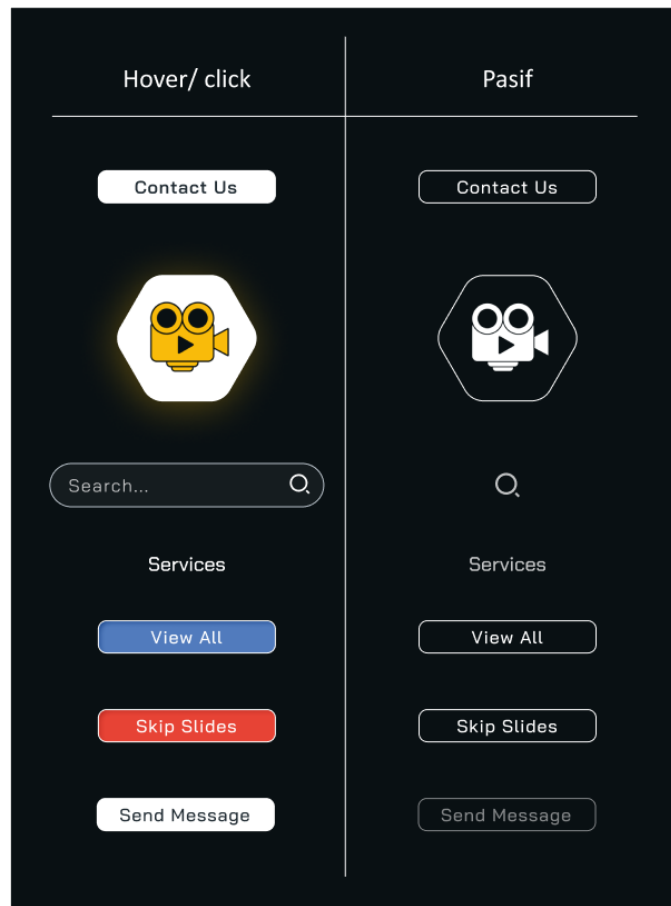 Hover/ click
Pasif
Contact Us
Contact Us
Search...
Services
Services
View All
View All
Skip Slides
Skip Slides
Send Message
Send Message